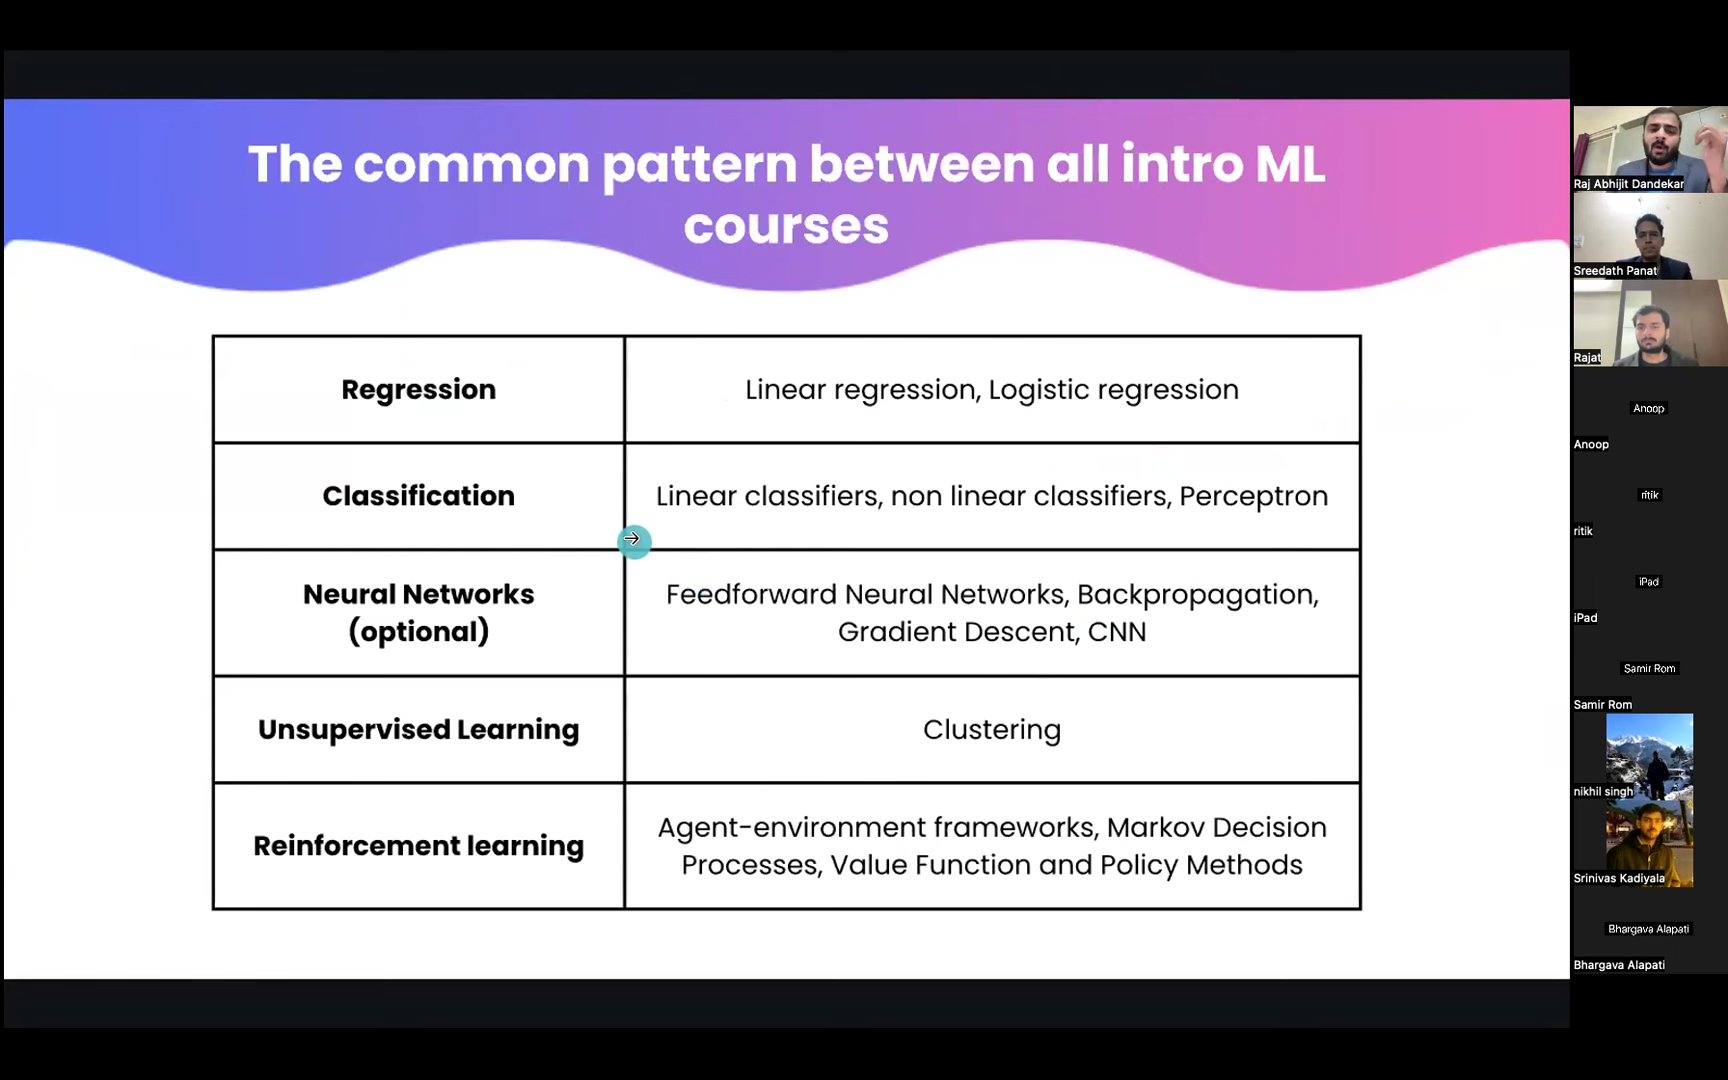 The common pattern between all intro ML
courses
Regression
Linear regression, Logistic regression
Classification
Linear classifiers, non linear classifiers, Perceptron
Neural Networks
(optional)
Feedforward Neural Networks, Backpropagation,
Gradient Descent, CNN
Unsupervised Learning
Clustering
Reinforcement learning
Agent-environment frameworks, Markov Decision
Processes, Value Function and Policy Methods
Raj Abhijit Dandekar
Sreedath Panat
Rajat
Anoop
Anoop
ritik
ritik
iPad
iPad
Samir Rom
Samir Rom
nikhil singh
Srinivas Kadiyala
Bhargava Alapati
Bhargava Alapati